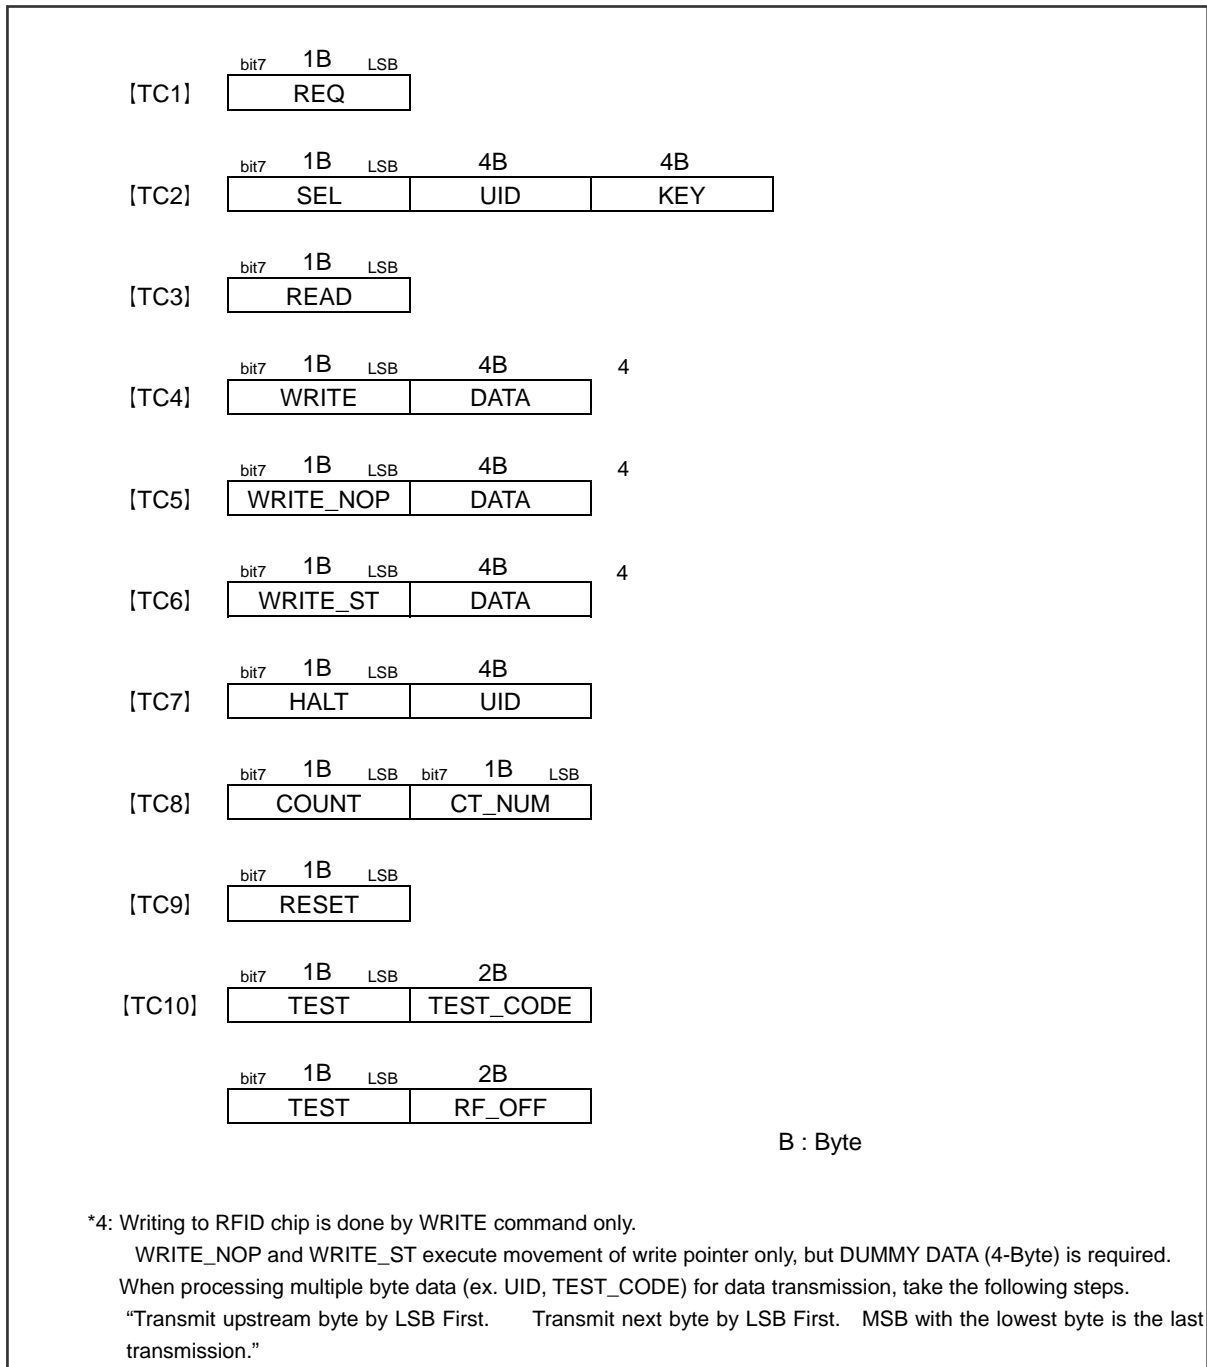 bit7 1B LSB
【TC1】 REQ
bit7 1B LSB 4B 4B
【TC2】 SEL UID KEY
bit7 1B LSB
【TC3】 READ
bit7 1B LSB 4B 4
【TC4】 WRITE DATA
bit7 1B LSB 4B 4
【TC5】 WRITE_NOP DATA
bit7 1B LSB 4B 4
【TC6】 WRITE_ST DATA
bit7 1B LSB 4B
【TC7】 HALT UID
bit7 1B LSB bit7 1B LSB
【TC8】 COUNT CT_NUM
bit7 1B LSB
【TC9】 RESET
bit7 1B LSB 2B
【TC10】 TEST TEST_CODE
bit7 1B LSB 2B
TEST RF_OFF
B : Byte
*4: Writing to RFID chip is done by WRITE command only.
WRITE_NOP and WRITE_ST execute movement of write pointer only, but DUMMY DATA (4-Byte) is required.
When processing multiple byte data (ex. UID, TEST_CODE) for data transmission, take the following steps.
“Transmit upstream byte by LSB First. Transmit next byte by LSB First. MSB with the lowest byte is the last
transmission.”